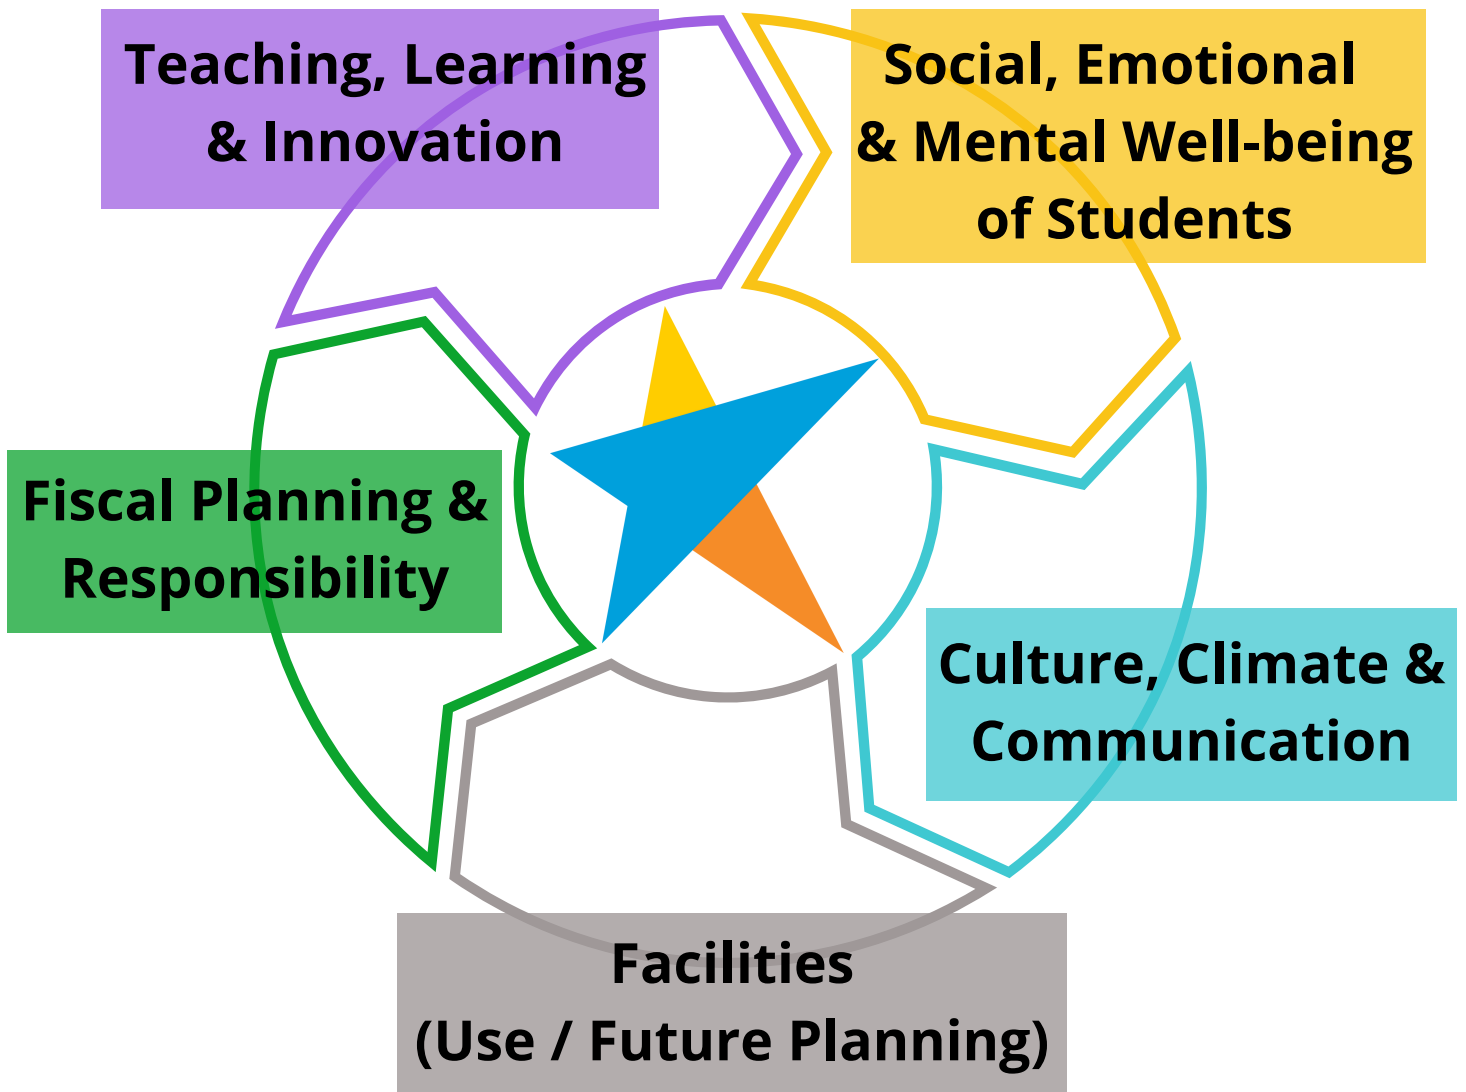 Teaching, Learning
& Innovation
Social, Emotional
& Mental Well-being
of Students
Fiscal Planning &
Responsibility
Culture, Climate &
Communication
Facilities
(Use / Future Planning)